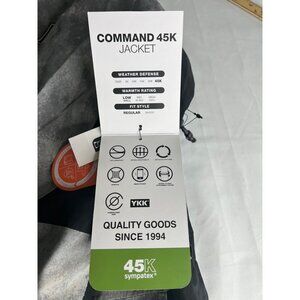 COMMAND 45K
JACKET
WEATHER DEFENSE
45K
WARMTH RATING
LOW
FIT STYLE
REGULAR
YKK
QUALITY GOODS
SINCE 1994
45K
sympatex®